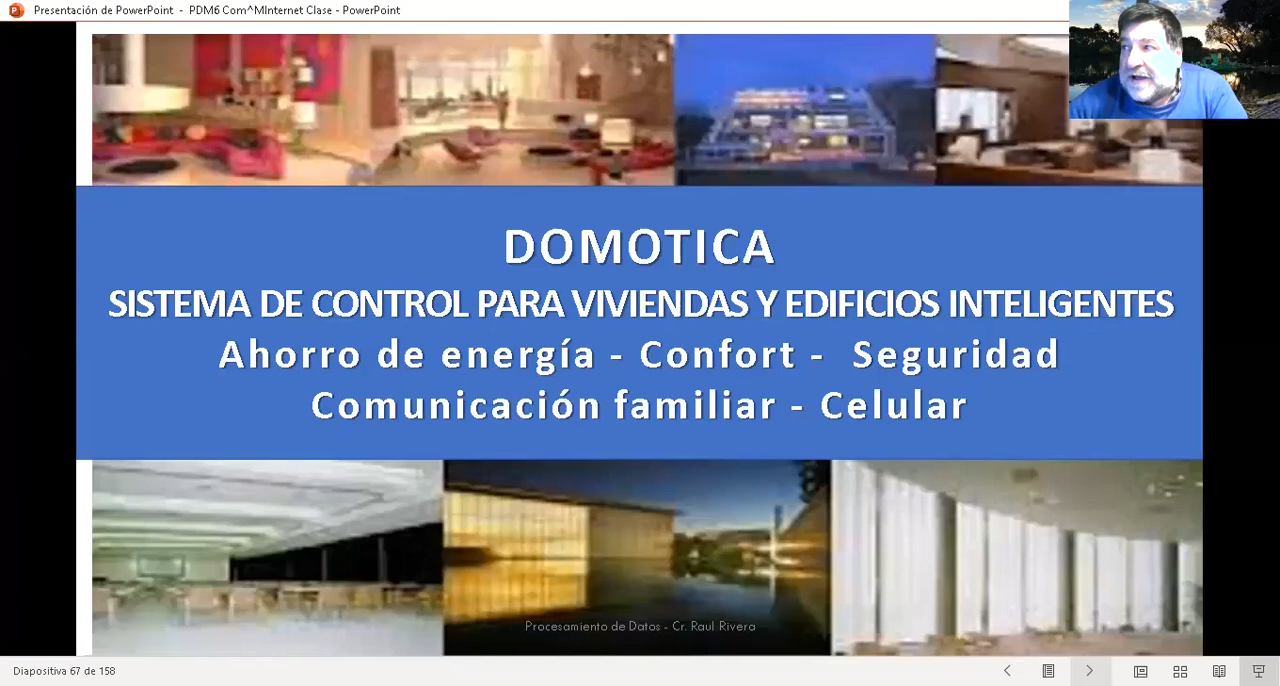 Presentación de PowerPoint - PDM6 Com^MInternet Clase - PowerPoint
DOMOTICA
SISTEMA DE CONTROL PARA VIVIENDAS Y EDIFICIOS INTELIGENTES
Ahorro de energía - Confort - Seguridad
Comunicación familiar - Celular
Procesamiento de Datos - Cr. Raul Rivera
Diapositiva 67 de 158